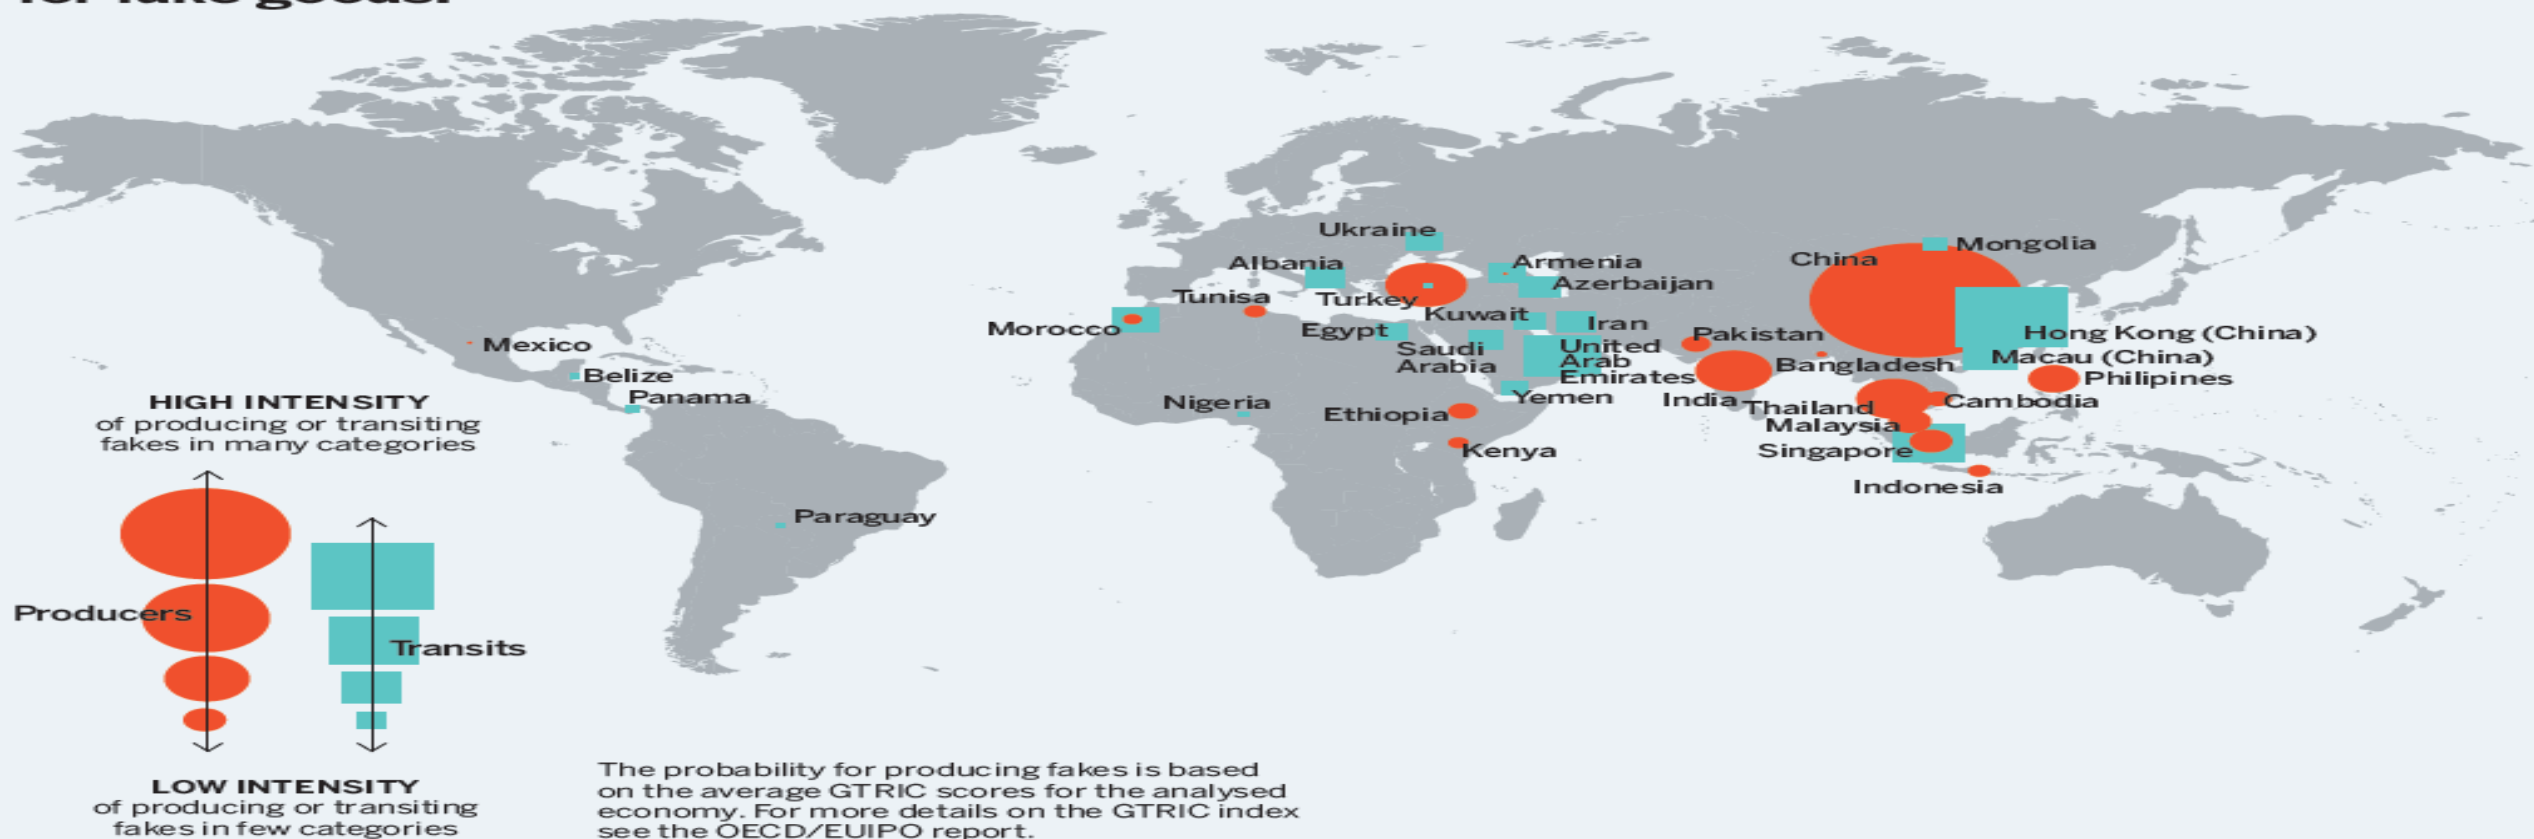 for fake goods.
Ukraine
Albania
Armenia
Azerbaijan
China
Mongolia
Tunisa
Turkey
Kuwait
Morocco
Egypt
Iran
Saudi
Arabia
United
Arab
Emirates
Pakistan
Hong Kong (China)
Macau (China)
Mexico
Belize
Panama
Bangladesh
Philipines
India
Yemen
Nigeria
Ethiopia
Thailand
Cambodia
Malaysia
Kenya
Singapore
Indonesia
Paraguay
HIGH INTENSITY
of producing or transiting
fakes in many categories
Producers
Transits
LOW INTENSITY
of producing or transiting
fakes in few categories
The probability for producing fakes is based
on the average GTRIC scores for the analysed
economy. For more details on the GTRIC index
see the OECD/EUIPO report.